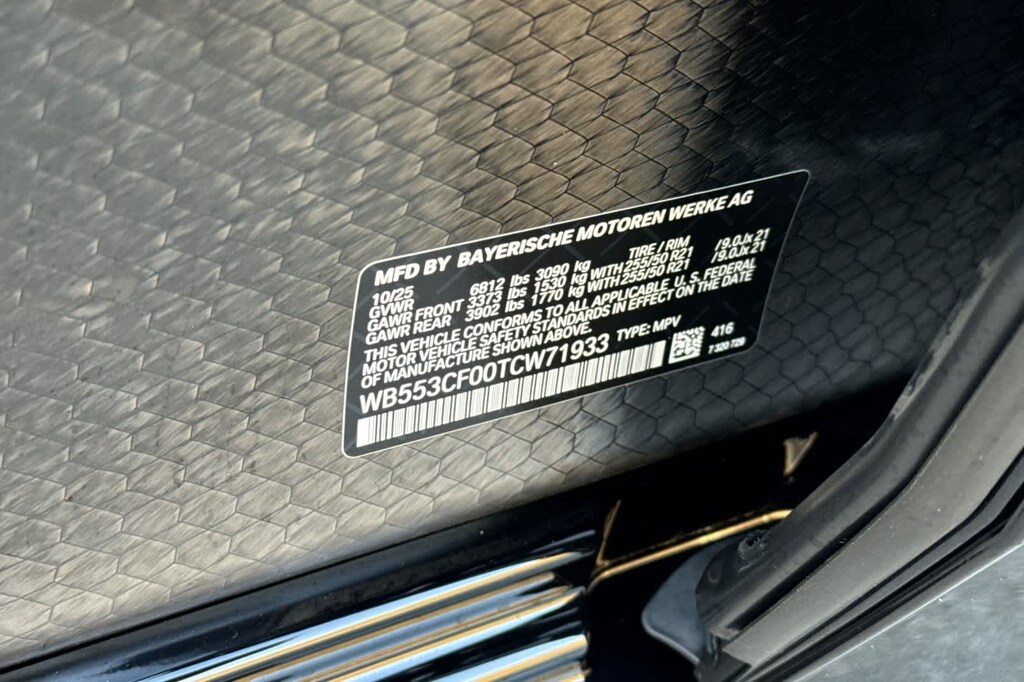 MFD BY BAYERISCHE MOTOREN WERKE AG
10/25 TIRE / RIM
GVWR 6812 lbs 3090 kg
GAWR FRONT 3373 lbs 1530 kg WITH 255/50 R21 /9.0Jx21
GAWR REAR 3902 lbs 1770 kg WITH 255/50 R21 /9.0Jx21
THIS VEHICLE CONFORMS TO ALL APPLICABLE U.S. FEDERAL
MOTOR VEHICLE SAFETY STANDARDS IN EFFECT ON THE DATE
OF MANUFACTURE SHOWN ABOVE.
WB553CF00TCW71933 TYPE: MPV
416
7 320 729